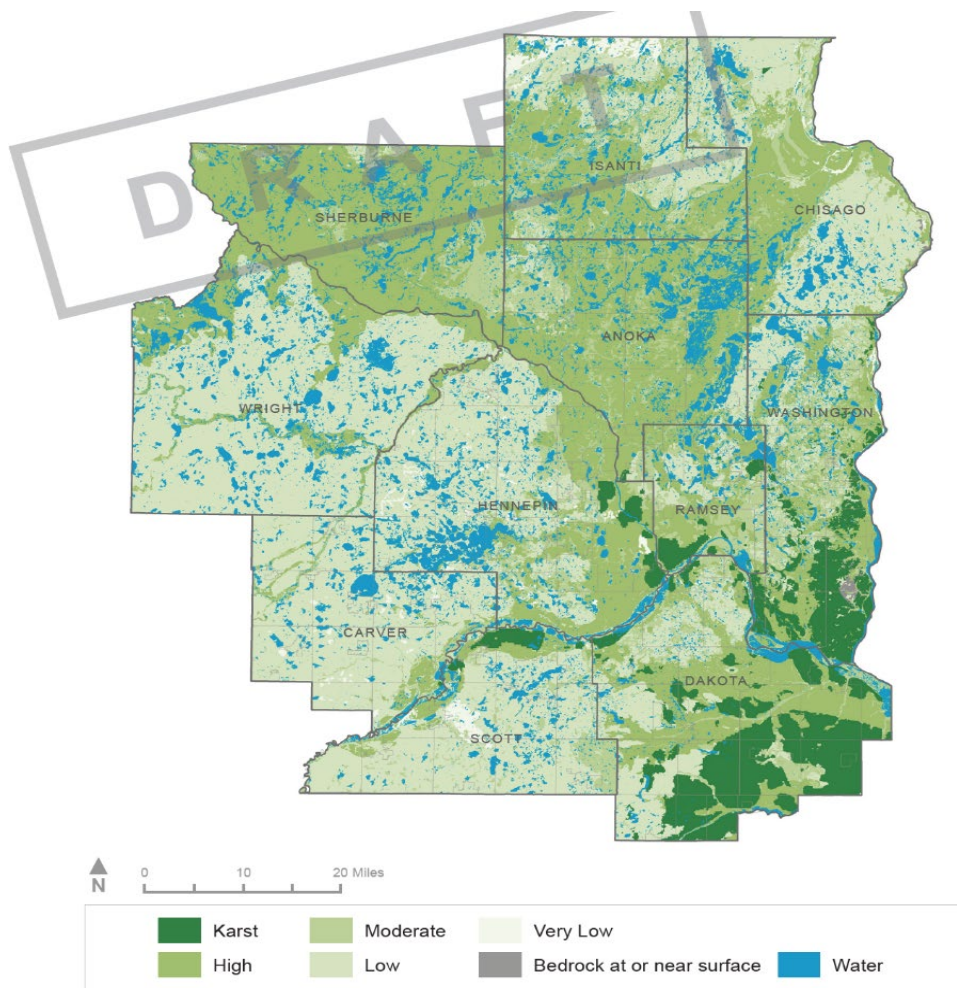 DRAFT
ISANTI
SHERBURNE
CHISAGO
ANOKA
WRIGHT
WASHINGTON
HENNEPIN
RAMSEY
CARVER
DAKOTA
SCOTT
N
0 10 20 Miles
Karst Moderate Very Low
High Low Bedrock at or near surface Water